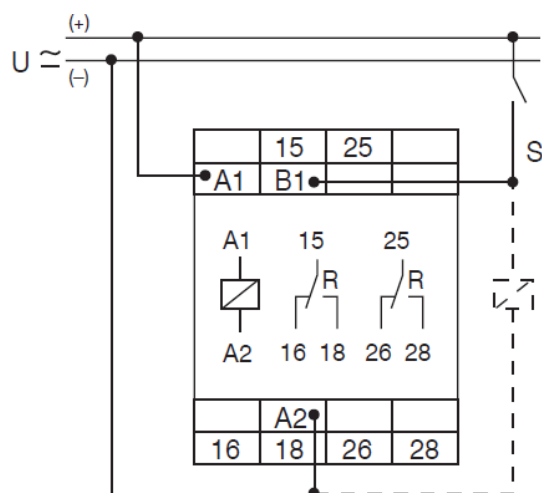 (+)
U ≃
(–)
15 25
S
A1 B1
A1 15 25
R R
A2 16 18 26 28
A2
16 18 26 28